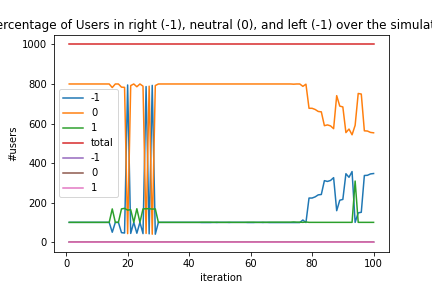 ercentage of Users in right (-1), neutral (0), and left (-1) over the simulat
1000
800
600
400
200
0
#users
-1
0
1
total
-1
0
1
0 20 40 60 80 100
iteration